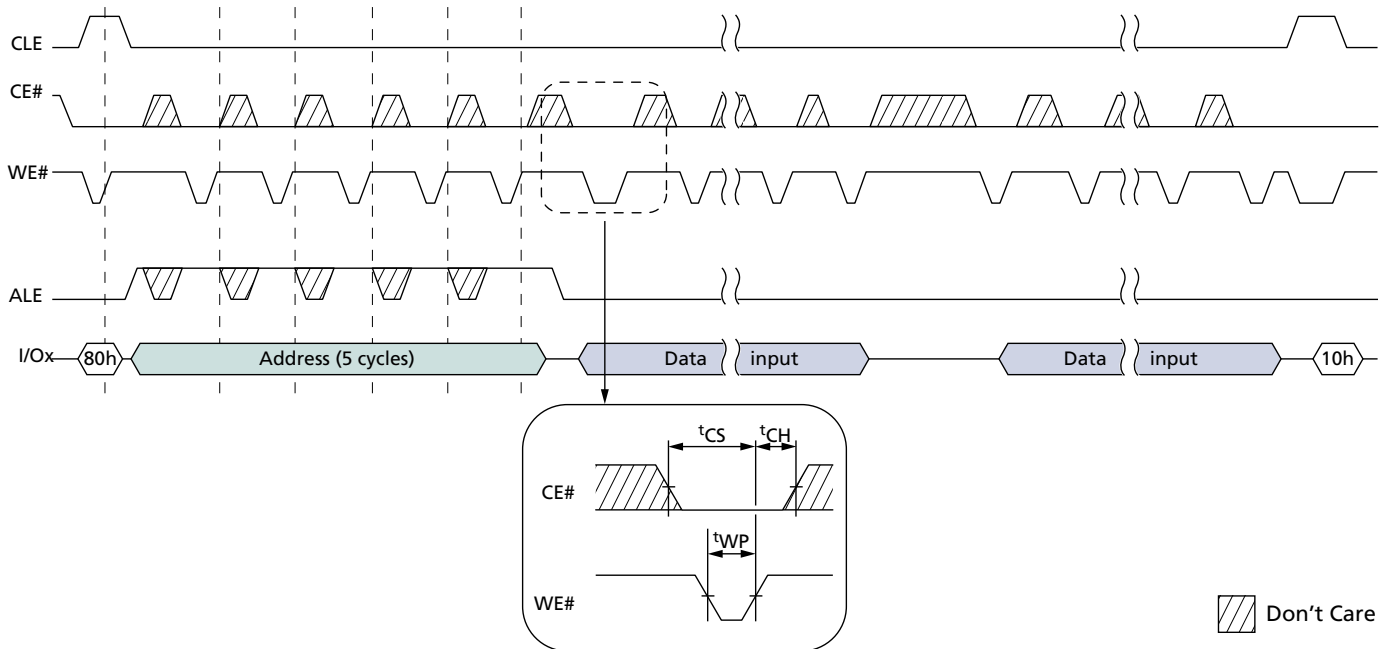 CLE
CE#
WE#
ALE
I/Ox 80h Address (5 cycles) Data input Data input 10h
tCS tCH
CE#
tWP
WE#
Don't Care